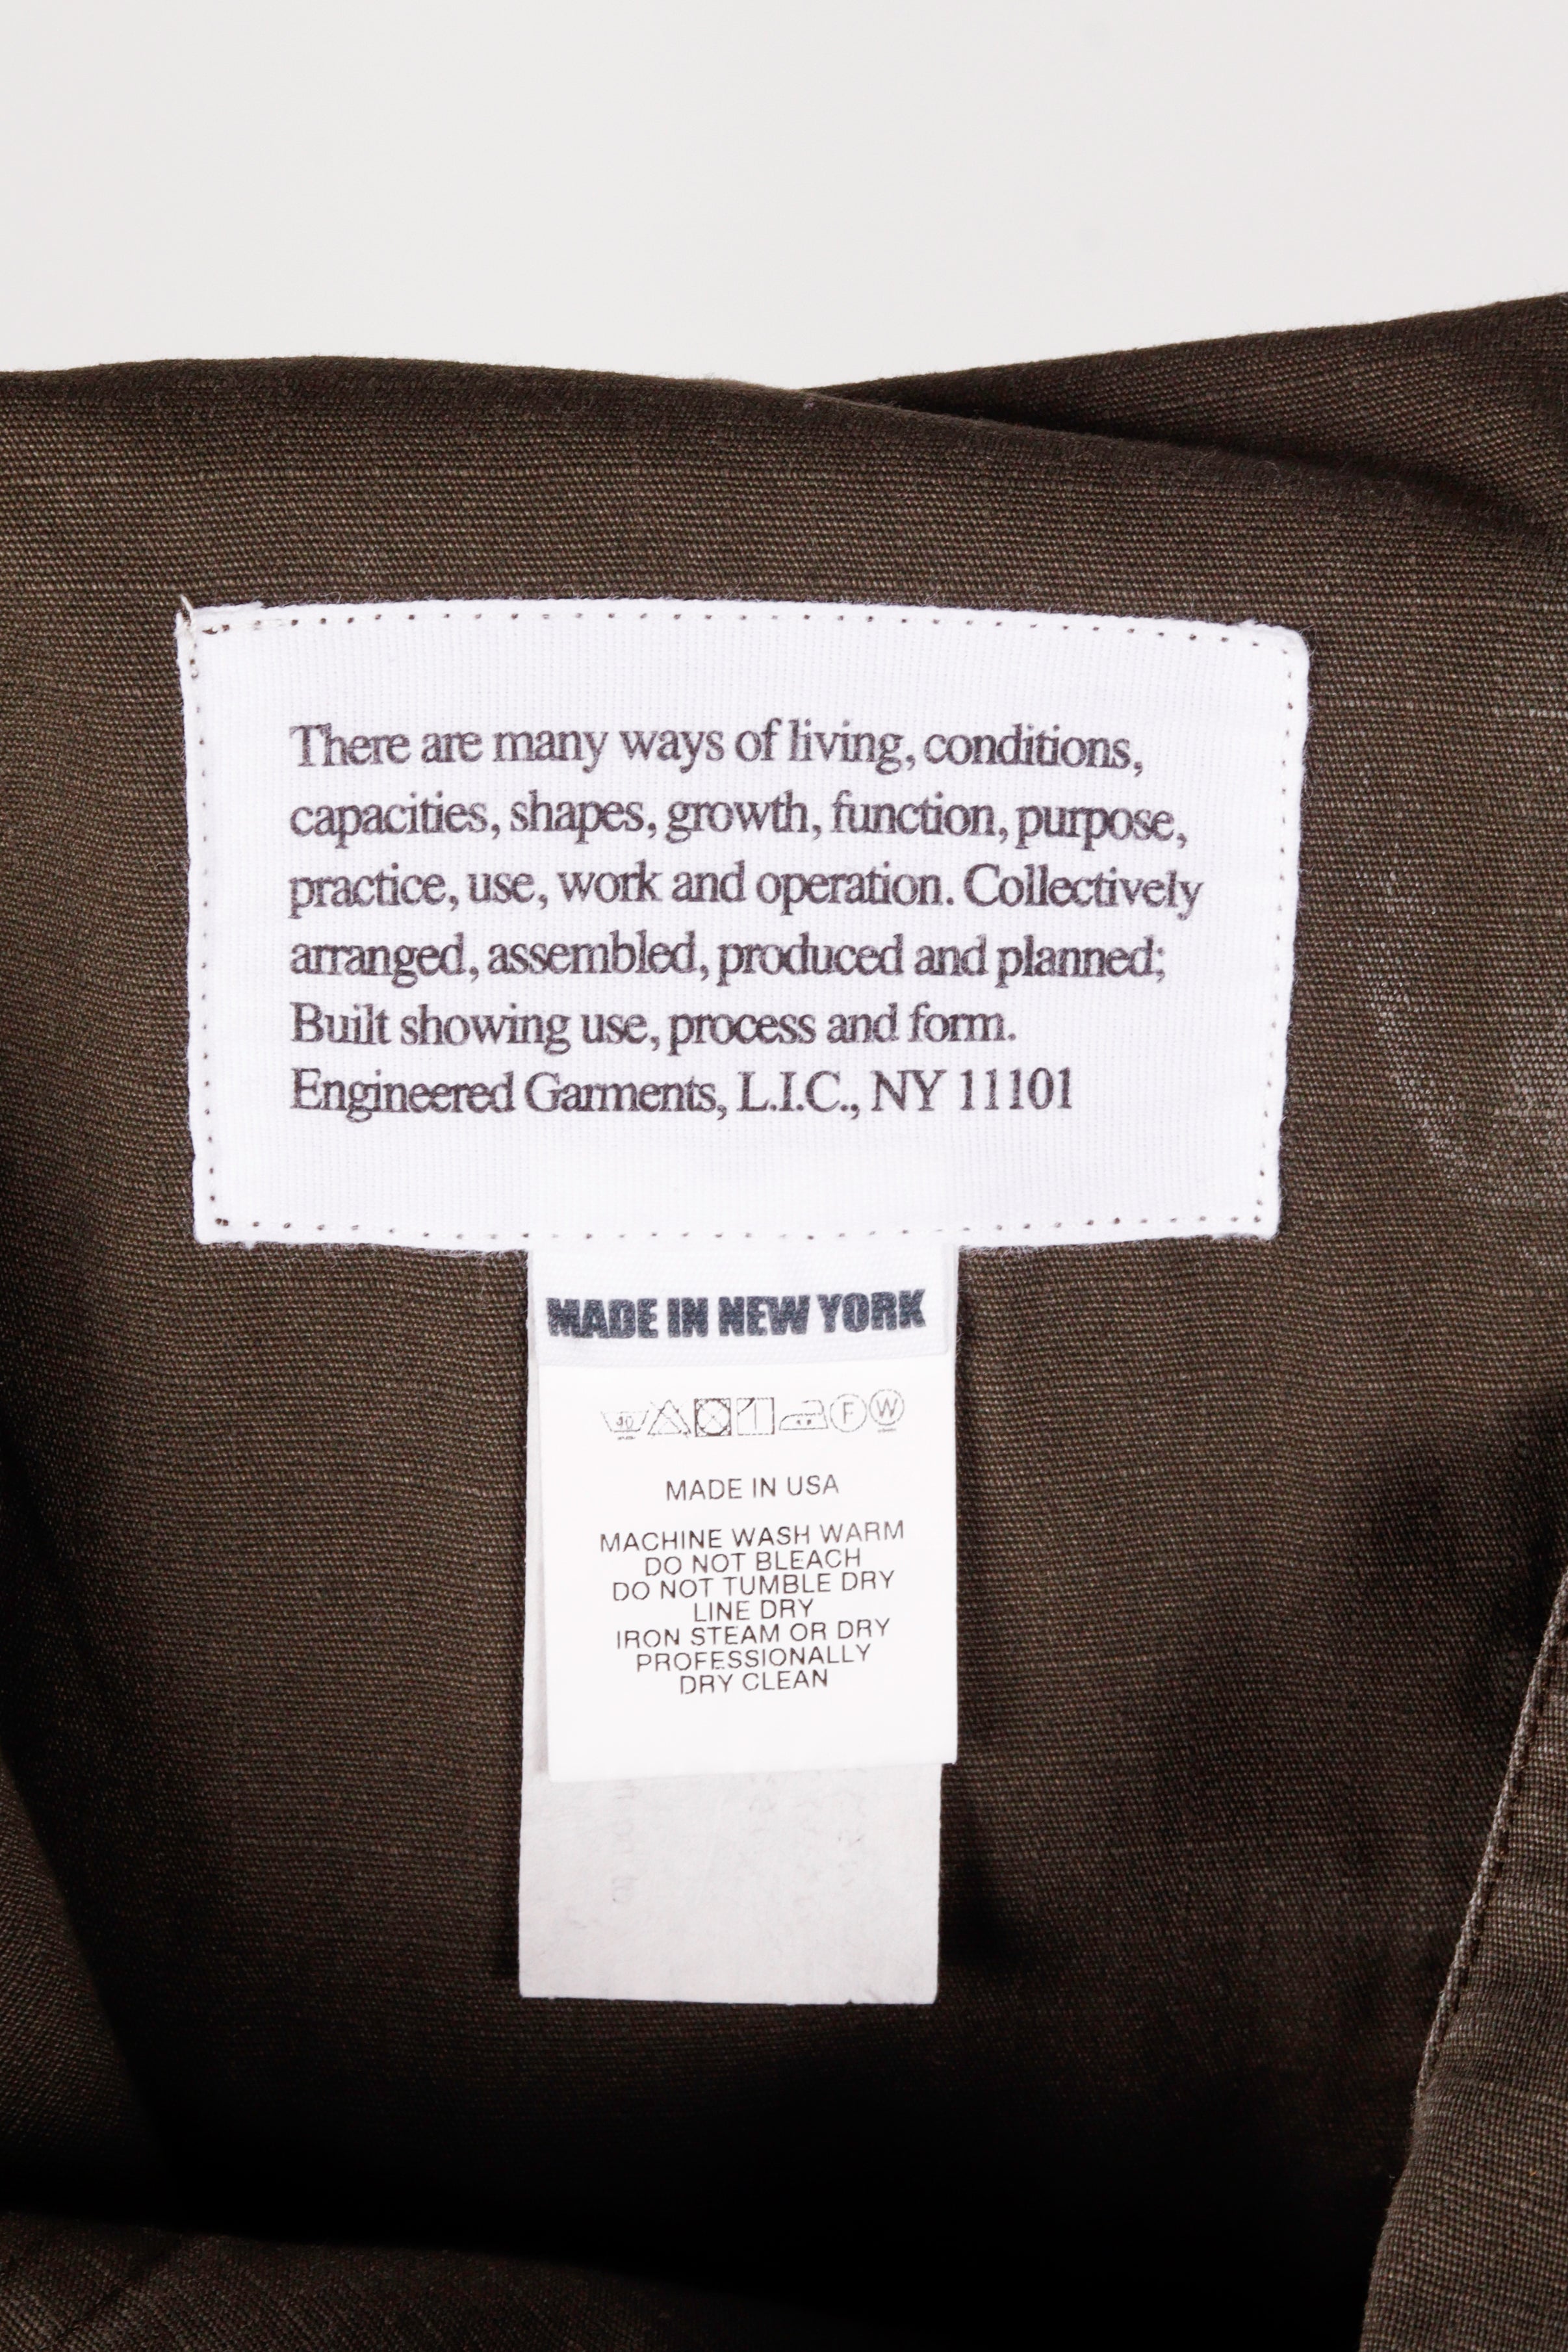 There are many ways of living, conditions,
capacities, shapes, growth, function, purpose,
practice, use, work and operation. Collectively
arranged, assembled, produced and planned;
Built showing use, process and form.
Engineered Garments, L.I.C., NY 11101
MADE IN NEW YORK
40 F W
MADE IN USA
MACHINE WASH WARM
DO NOT BLEACH
DO NOT TUMBLE DRY
LINE DRY
IRON STEAM OR DRY
PROFESSIONALLY
DRY CLEAN